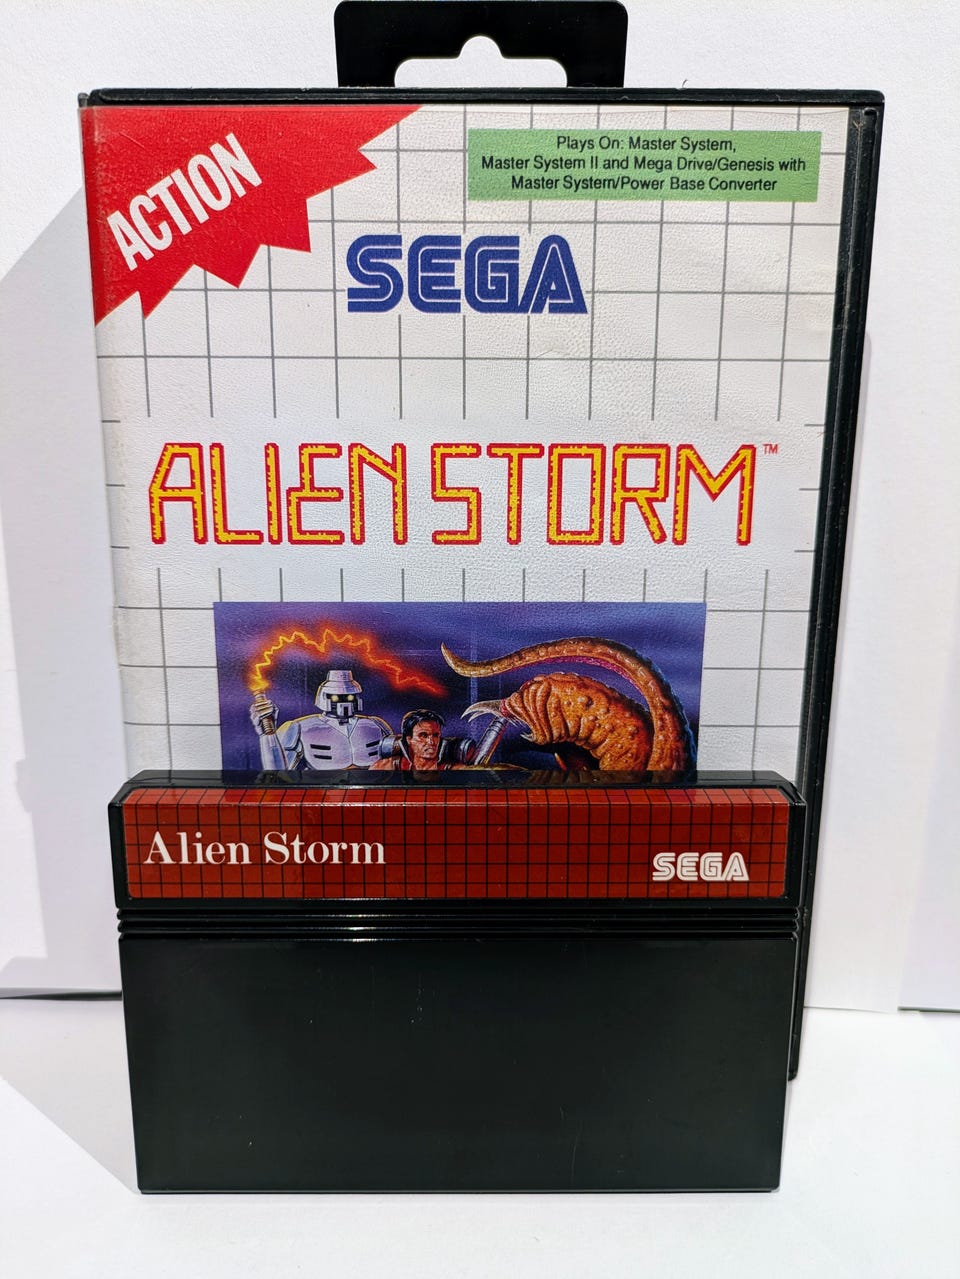 ACTION
Plays On: Master System,
Master System II and Mega Drive/Genesis with
Master System/Power Base Converter
SEGA
ALIEN STORM™
Alien Storm
SEGA